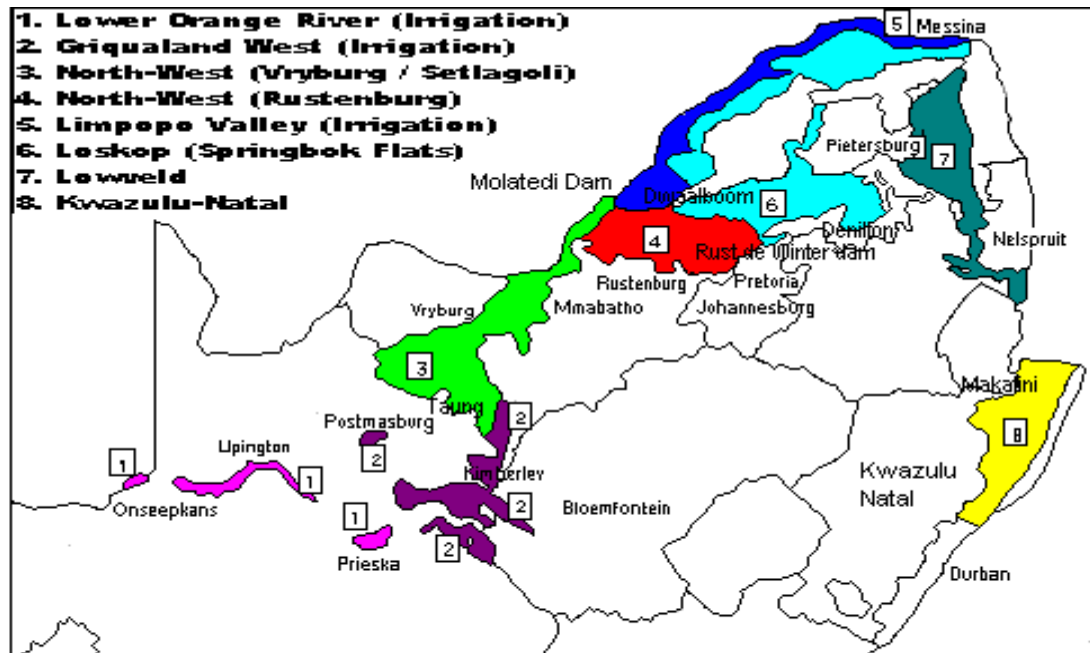 1. Lower Orange River (Irrigation)
2. Griqualand West (Irrigation)
3. North-West (Vryburg / Setlagoli)
4. North-West (Rustenburg)
5. Limpopo Valley (Irrigation)
6. Loskop (Springbok Flats)
7. Lowveld
8. Kwazulu-Natal
5 Messina
Pietersburg
7
Molatedi Dam
Dwaalboom
6
4
Denilton
Nelspruit
Rust de Winter dam
Rustenburg
Pretoria
Vryburg
Mmabatho
Johannesburg
3
Makatini
Taung
2
Postmasburg
8
2
Upington
1
Kimberley
1
Kwazulu
Natal
Onseepkans
1
2
Bloemfontein
2
Prieska
Durban